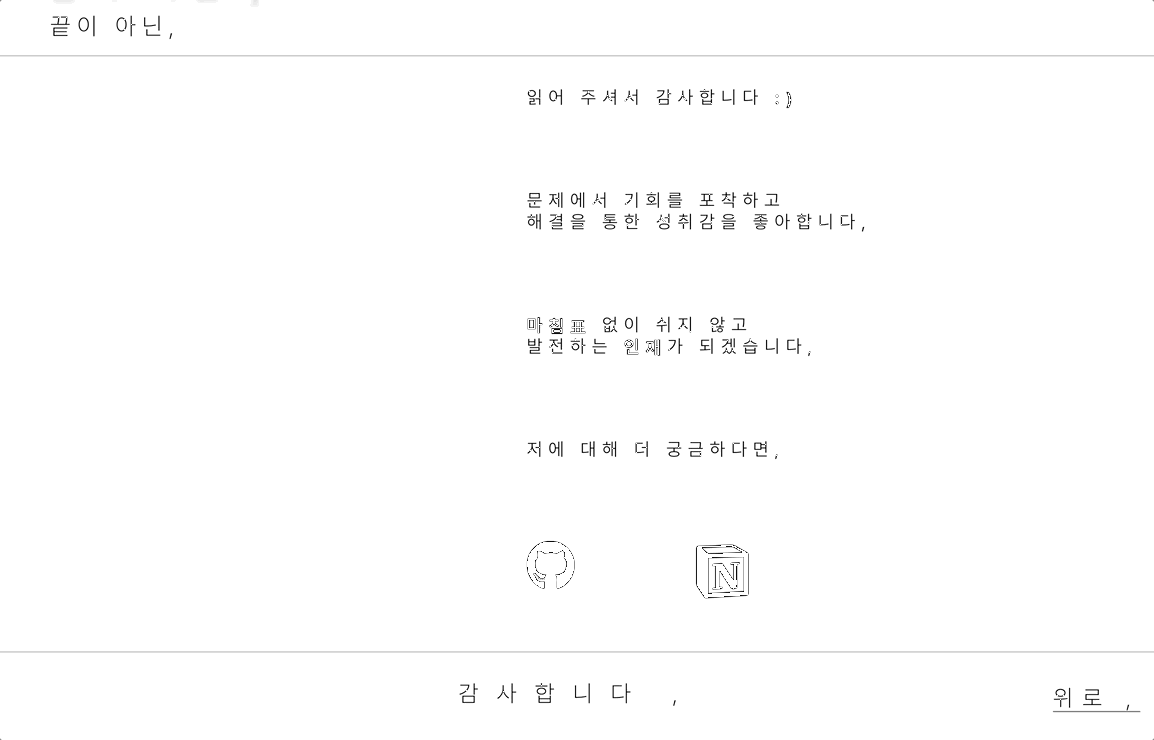 끝이 아닌,
읽어 주셔서 감사합니다 :)
문제에서 기회를 포착하고
해결을 통한 성취감을 좋아합니다,
마침표 없이 쉬지 않고
발전하는 인재가 되겠습니다,
저에 대해 더 궁금하다면,
N
감사합니다 ,
위로 ,